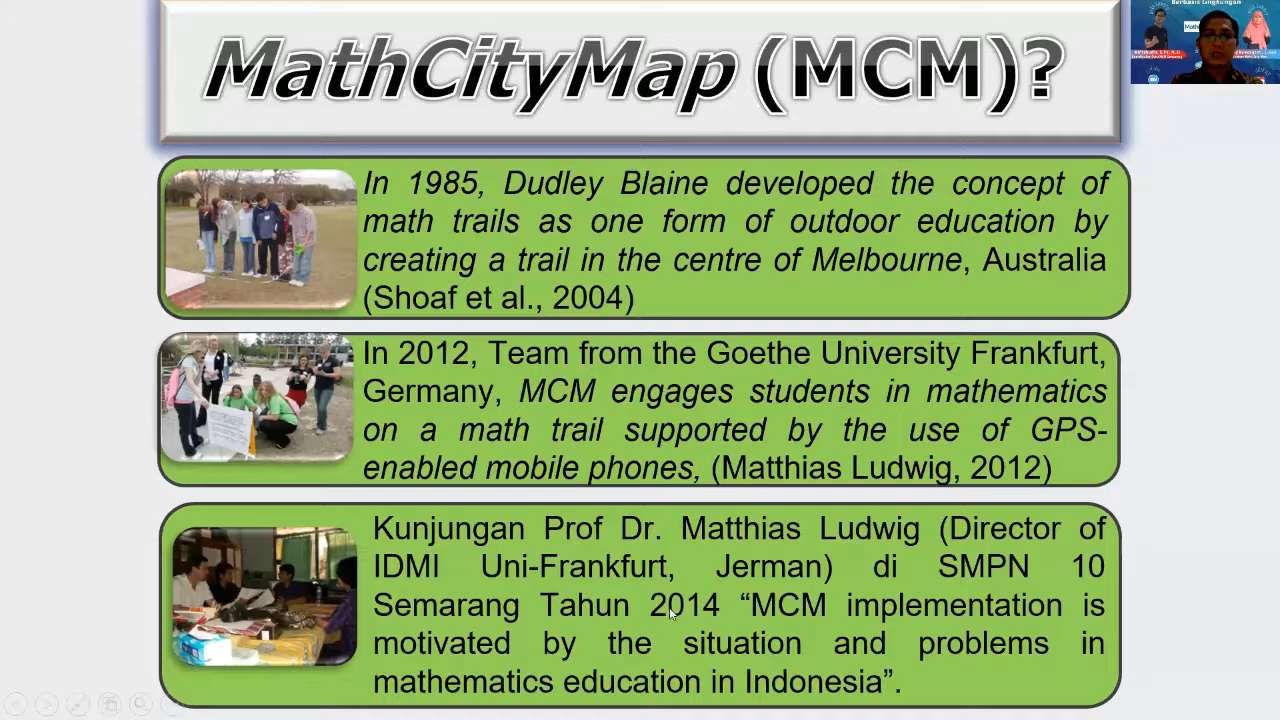 MathCityMap (MCM)?
Berbasis Lingkungan
In 1985, Dudley Blaine developed the concept of
math trails as one form of outdoor education by
creating a trail in the centre of Melbourne, Australia
(Shoaf et al., 2004)
In 2012, Team from the Goethe University Frankfurt,
Germany, MCM engages students in mathematics
on a math trail supported by the use of GPS-
enabled mobile phones, (Matthias Ludwig, 2012)
Kunjungan Prof Dr. Matthias Ludwig (Director of
IDMI Uni-Frankfurt, Jerman) di SMPN 10
Semarang Tahun 2014 “MCM implementation is
motivated by the situation and problems in
mathematics education in Indonesia”.